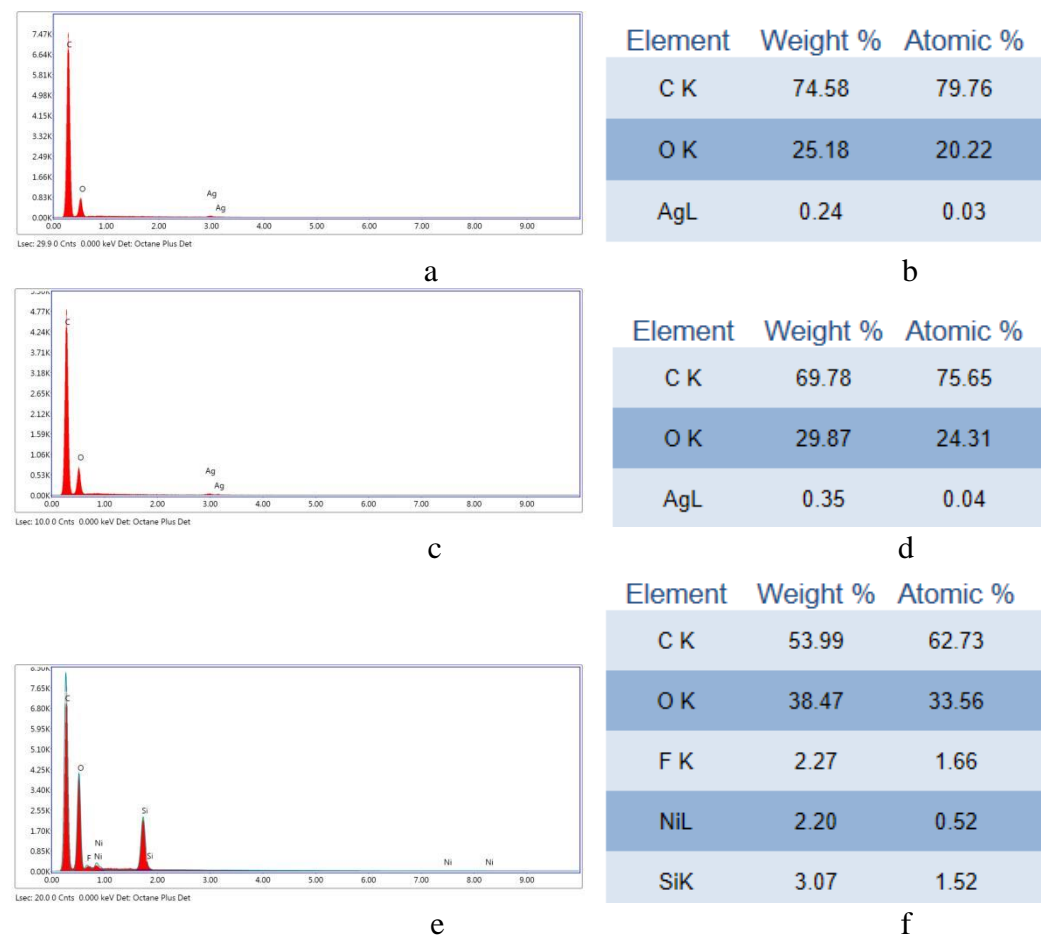 7.47K
6.64K
5.81K
4.98K
4.15K
3.32K
2.49K
1.66K
0.83K
0.00K
C
O
Ag
Ag
0.00 1.00 2.00 3.00 4.00 5.00 6.00 7.00 8.00 9.00
Lsec: 29.9 0 Cnts 0.000 keV Det: Octane Plus Det
a
Element Weight % Atomic %
C K 74.58 79.76
O K 25.18 20.22
AgL 0.24 0.03
b
5.30K
4.77K
4.24K
3.71K
3.18K
2.65K
2.12K
1.59K
1.06K
0.53K
0.00K
C
O
Ag
Ag
0.00 1.00 2.00 3.00 4.00 5.00 6.00 7.00 8.00 9.00
Lsec: 10.0 0 Cnts 0.000 keV Det: Octane Plus Det
c
Element Weight % Atomic %
C K 69.78 75.65
O K 29.87 24.31
AgL 0.35 0.04
d
8.50K
7.65K
6.80K
5.95K
5.10K
4.25K
3.40K
2.55K
1.70K
0.85K
0.00K
C
O
F
Ni
Ni
Si
Si
Ni
Ni
0.00 1.00 2.00 3.00 4.00 5.00 6.00 7.00 8.00 9.00
Lsec: 20.0 0 Cnts 0.000 keV Det: Octane Plus Det
e
Element Weight % Atomic %
C K 53.99 62.73
O K 38.47 33.56
F K 2.27 1.66
NiL 2.20 0.52
SiK 3.07 1.52
f